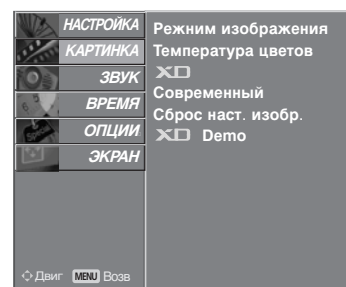 НАСТРОЙКА
КАРТИНКА
ЗВУК
ВРЕМЯ
ОПЦИИ
ЭКРАН
Режним изображения
Температура цветов
XD
Современный
Сброс наст. изобр.
XD Demo
Двиг MENU Возв